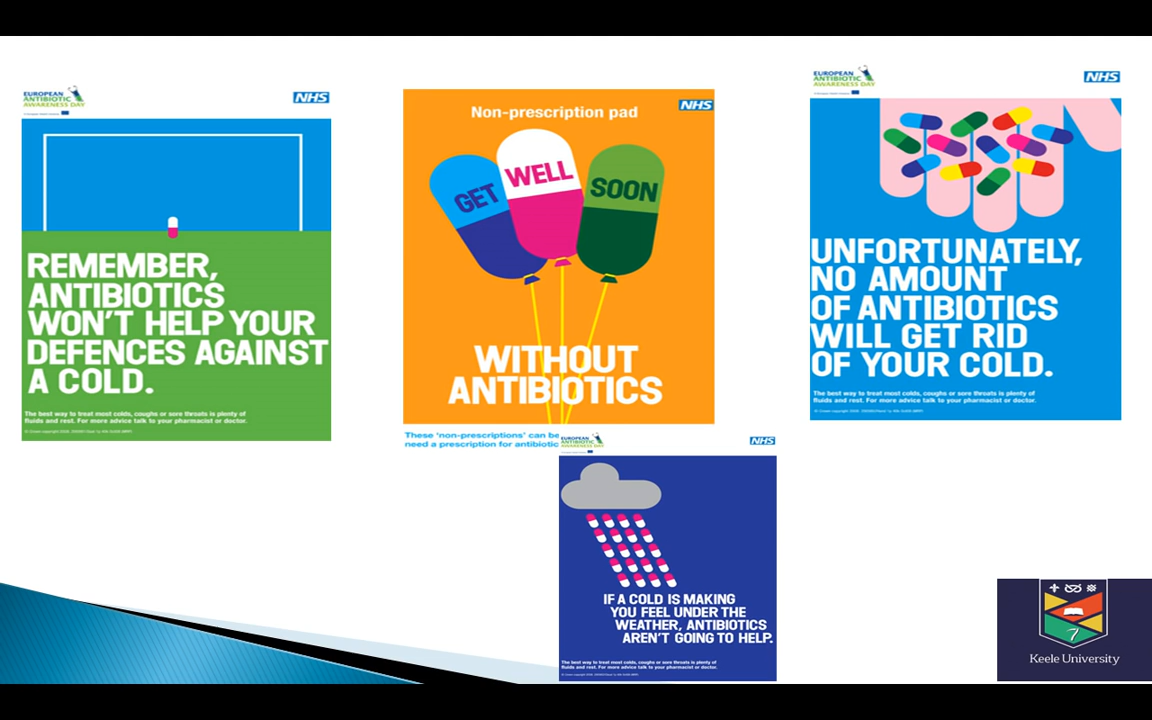 EUROPEAN
ANTIBIOTIC
AWARENESS DAY
NHS
REMEMBER,
ANTIBIOTICS
WON'T HELP YOUR
DEFENCES AGAINST
A COLD.
The best way to treat most colds, coughs or sore throats is plenty of
fluids and rest. For more advice talk to your pharmacist or doctor.
Non-prescription pad
NHS
GET
WELL
SOON
WITHOUT
ANTIBIOTICS
These 'non-prescriptions' can be
need a prescription for antibiotic
EUROPEAN
ANTIBIOTIC
AWARENESS DAY
NHS
UNFORTUNATELY,
NO AMOUNT
OF ANTIBIOTICS
WILL GET RID
OF YOUR COLD.
The best way to treat most colds, coughs or sore throats is plenty of
fluids and rest. For more advice talk to your pharmacist or doctor.
EUROPEAN
ANTIBIOTIC
AWARENESS DAY
NHS
IF A COLD IS MAKING
YOU FEEL UNDER THE
WEATHER, ANTIBIOTICS
AREN'T GOING TO HELP.
The best way to treat most colds, coughs or sore throats is plenty of
fluids and rest. For more advice talk to your pharmacist or doctor.
Keele University